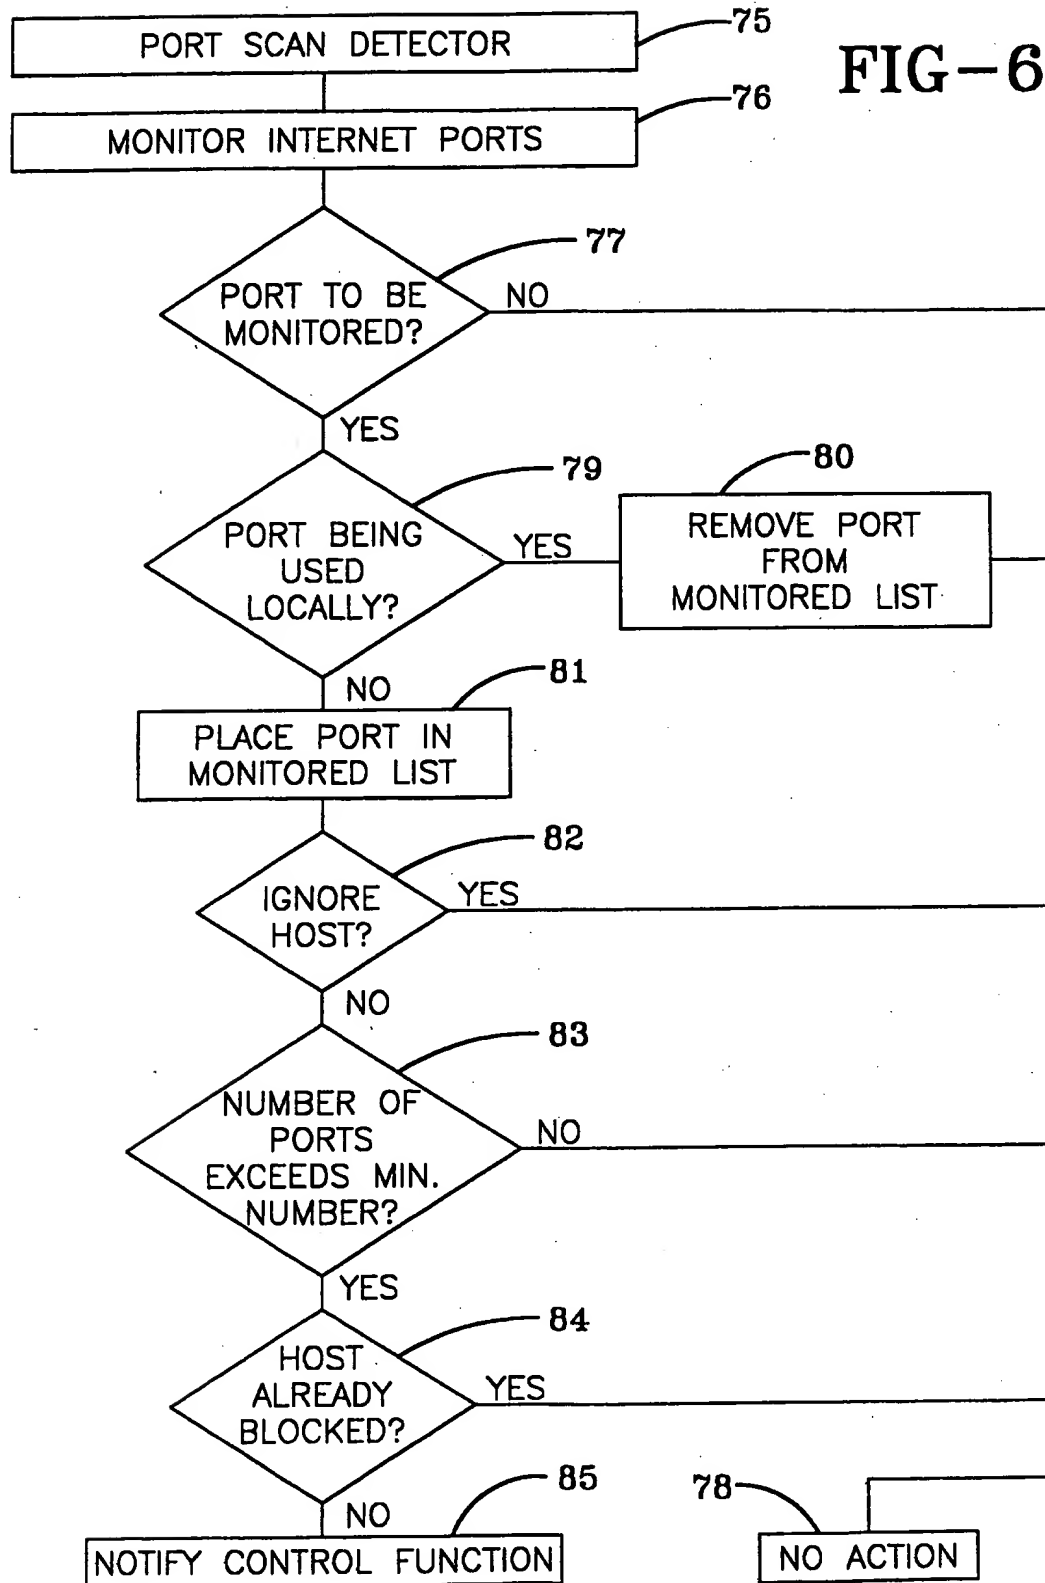 PORT SCAN DETECTOR
75
FIG-6
MONITOR INTERNET PORTS
76
77
PORT TO BE
MONITORED?
NO
YES
79
PORT BEING
USED
LOCALLY?
YES
80
REMOVE PORT
FROM
MONITORED LIST
NO
81
PLACE PORT IN
MONITORED LIST
82
IGNORE
HOST?
YES
NO
83
NUMBER OF
PORTS
EXCEEDS MIN.
NUMBER?
NO
YES
84
HOST
ALREADY
BLOCKED?
YES
NO
85
NOTIFY CONTROL FUNCTION
78
NO ACTION